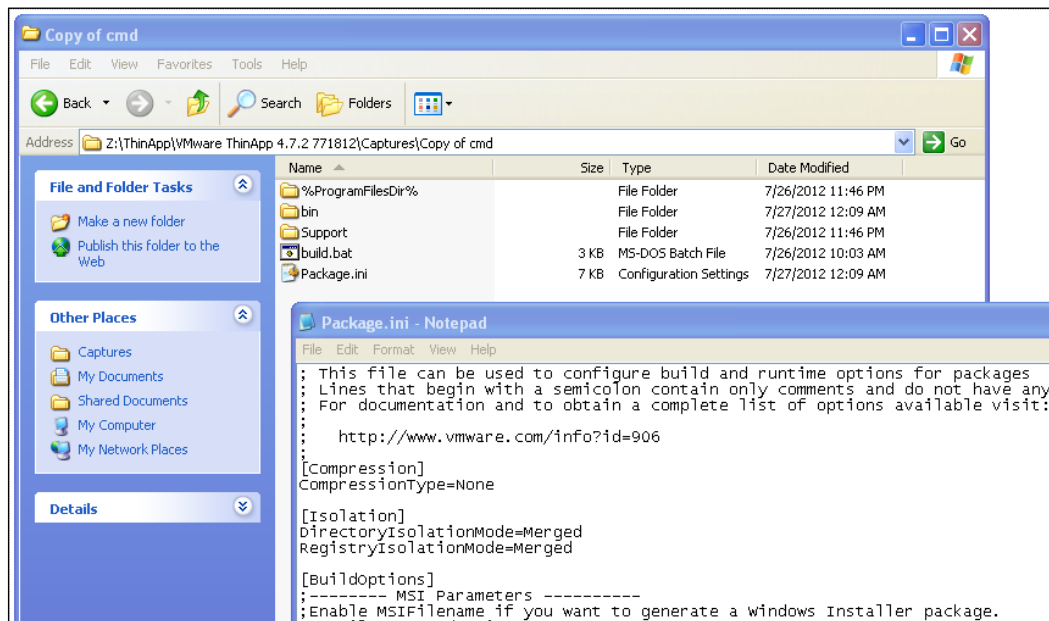 Copy of cmd
File Edit View Favorites Tools Help
Back Search Folders
Address Z:\ThinApp\VMware ThinApp 4.7.2 771812\Captures\Copy of cmd Go
File and Folder Tasks
Make a new folder
Publish this folder to the
Web
Other Places
Captures
My Documents
Shared Documents
My Computer
My Network Places
Details
Name Size Type Date Modified
%ProgramFilesDir% File Folder 7/26/2012 11:46 PM
bin File Folder 7/27/2012 12:09 AM
Support File Folder 7/26/2012 11:46 PM
build.bat 3 KB MS-DOS Batch File 7/26/2012 10:03 AM
Package.ini 7 KB Configuration Settings 7/27/2012 12:09 AM
Package.ini - Notepad
File Edit Format View Help
; This file can be used to configure build and runtime options for packages
; Lines that begin with a semicolon contain only comments and do not have any
; For documentation and to obtain a complete list of options available visit:
;
; http://www.vmware.com/info?id=906
;
[Compression]
CompressionType=None
[Isolation]
DirectoryIsolationMode=Merged
RegistryIsolationMode=Merged
[BuildOptions]
;-------- MSI Parameters ----------
;Enable MSIFilename if you want to generate a Windows Installer package.